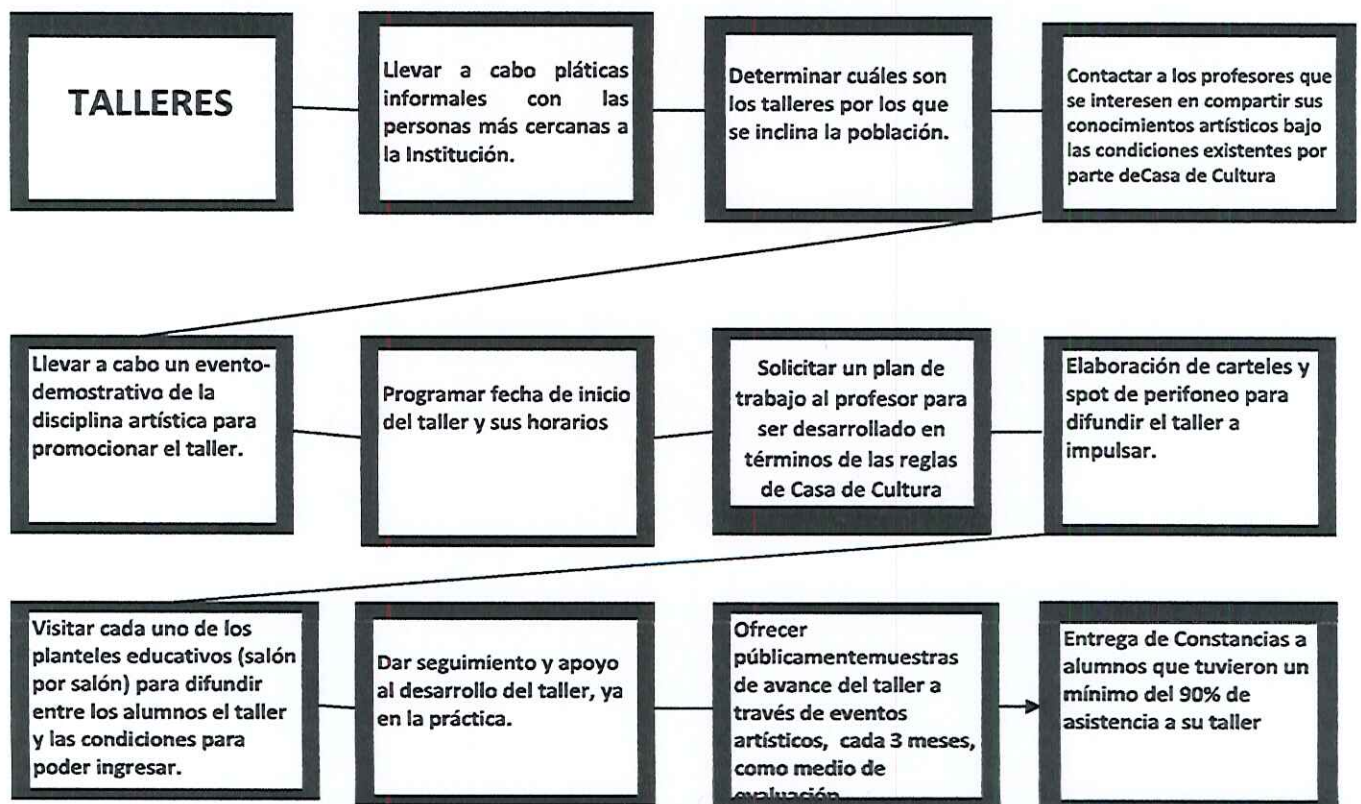 TALLERES
Llevar a cabo pláticas
informales con las
personas más cercanas a
la Institución.
Determinar cuáles son
los talleres por los que
se inclina la población.
Contactar a los profesores que
se interesen en compartir sus
conocimientos artísticos bajo
las condiciones existentes por
parte deCasa de Cultura
Llevar a cabo un evento-
demostrativo de la
disciplina artística para
promocionar el taller.
Programar fecha de inicio
del taller y sus horarios
Solicitar un plan de
trabajo al profesor para
ser desarrollado en
términos de las reglas
de Casa de Cultura
Elaboración de carteles y
spot de perifoneo para
difundir el taller a
impulsar.
Visitar cada uno de los
planteles educativos (salón
por salón) para difundir
entre los alumnos el taller
y las condiciones para
poder ingresar.
Dar seguimiento y apoyo
al desarrollo del taller, ya
en la práctica.
Ofrecer
públicamentemuestras
de avance del taller a
través de eventos
artísticos, cada 3 meses,
como medio de
evaluación
Entrega de Constancias a
alumnos que tuvieron un
mínimo del 90% de
asistencia a su taller